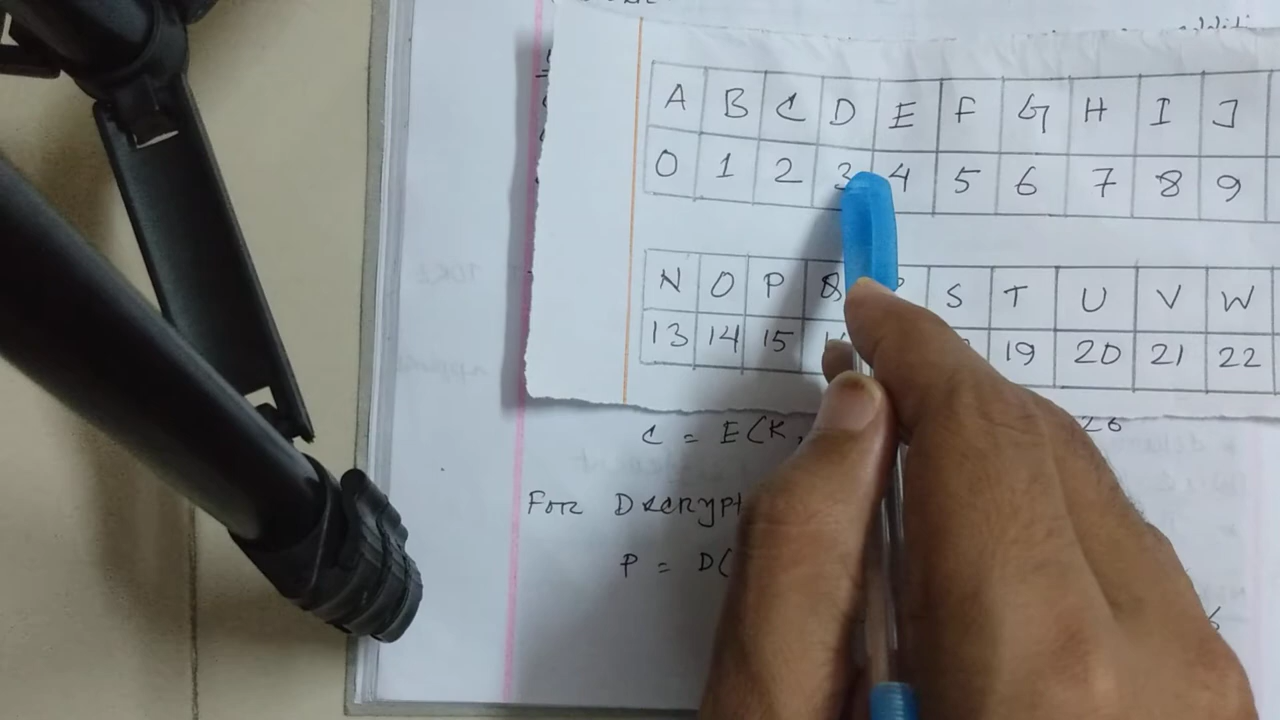 A B C D E F G H I J
0 1 2 3 4 5 6 7 8 9
N O P Q S T U V W
13 14 15 19 20 21 22
C = E(K, 26
For Decrypt
P = D(